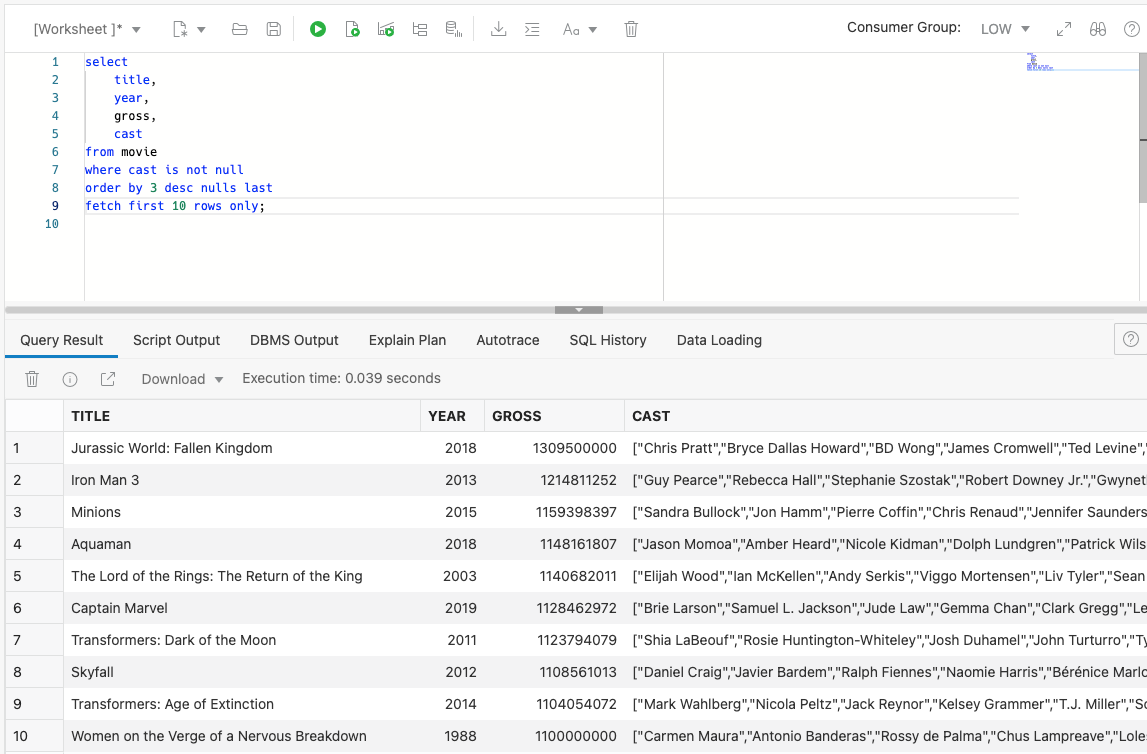 [Worksheet ]* Aa Consumer Group: LOW
1 select
2 title,
3 year,
4 gross,
5 cast
6 from movie
7 where cast is not null
8 order by 3 desc nulls last
9 fetch first 10 rows only;
10
Query Result Script Output DBMS Output Explain Plan Autotrace SQL History Data Loading
Download Execution time: 0.039 seconds
TITLE YEAR GROSS CAST
1 Jurassic World: Fallen Kingdom 2018 1309500000 ["Chris Pratt","Bryce Dallas Howard","BD Wong","James Cromwell","Ted Levine","
2 Iron Man 3 2013 1214811252 ["Guy Pearce","Rebecca Hall","Stephanie Szostak","Robert Downey Jr.","Gwynet
3 Minions 2015 1159398397 ["Sandra Bullock","Jon Hamm","Pierre Coffin","Chris Renaud","Jennifer Saunders
4 Aquaman 2018 1148161807 ["Jason Momoa","Amber Heard","Nicole Kidman","Dolph Lundgren","Patrick Wils
5 The Lord of the Rings: The Return of the King 2003 1140682011 ["Elijah Wood","Ian McKellen","Andy Serkis","Viggo Mortensen","Liv Tyler","Sean
6 Captain Marvel 2019 1128462972 ["Brie Larson","Samuel L. Jackson","Jude Law","Gemma Chan","Clark Gregg","Le
7 Transformers: Dark of the Moon 2011 1123794079 ["Shia LaBeouf","Rosie Huntington-Whiteley","Josh Duhamel","John Turturro","Ty
8 Skyfall 2012 1108561013 ["Daniel Craig","Javier Bardem","Ralph Fiennes","Naomie Harris","Bérénice Marlo
9 Transformers: Age of Extinction 2014 1104054072 ["Mark Wahlberg","Nicola Peltz","Jack Reynor","Kelsey Grammer","T.J. Miller","So
10 Women on the Verge of a Nervous Breakdown 1988 1100000000 ["Carmen Maura","Antonio Banderas","Rossy de Palma","Chus Lampreave","Lole